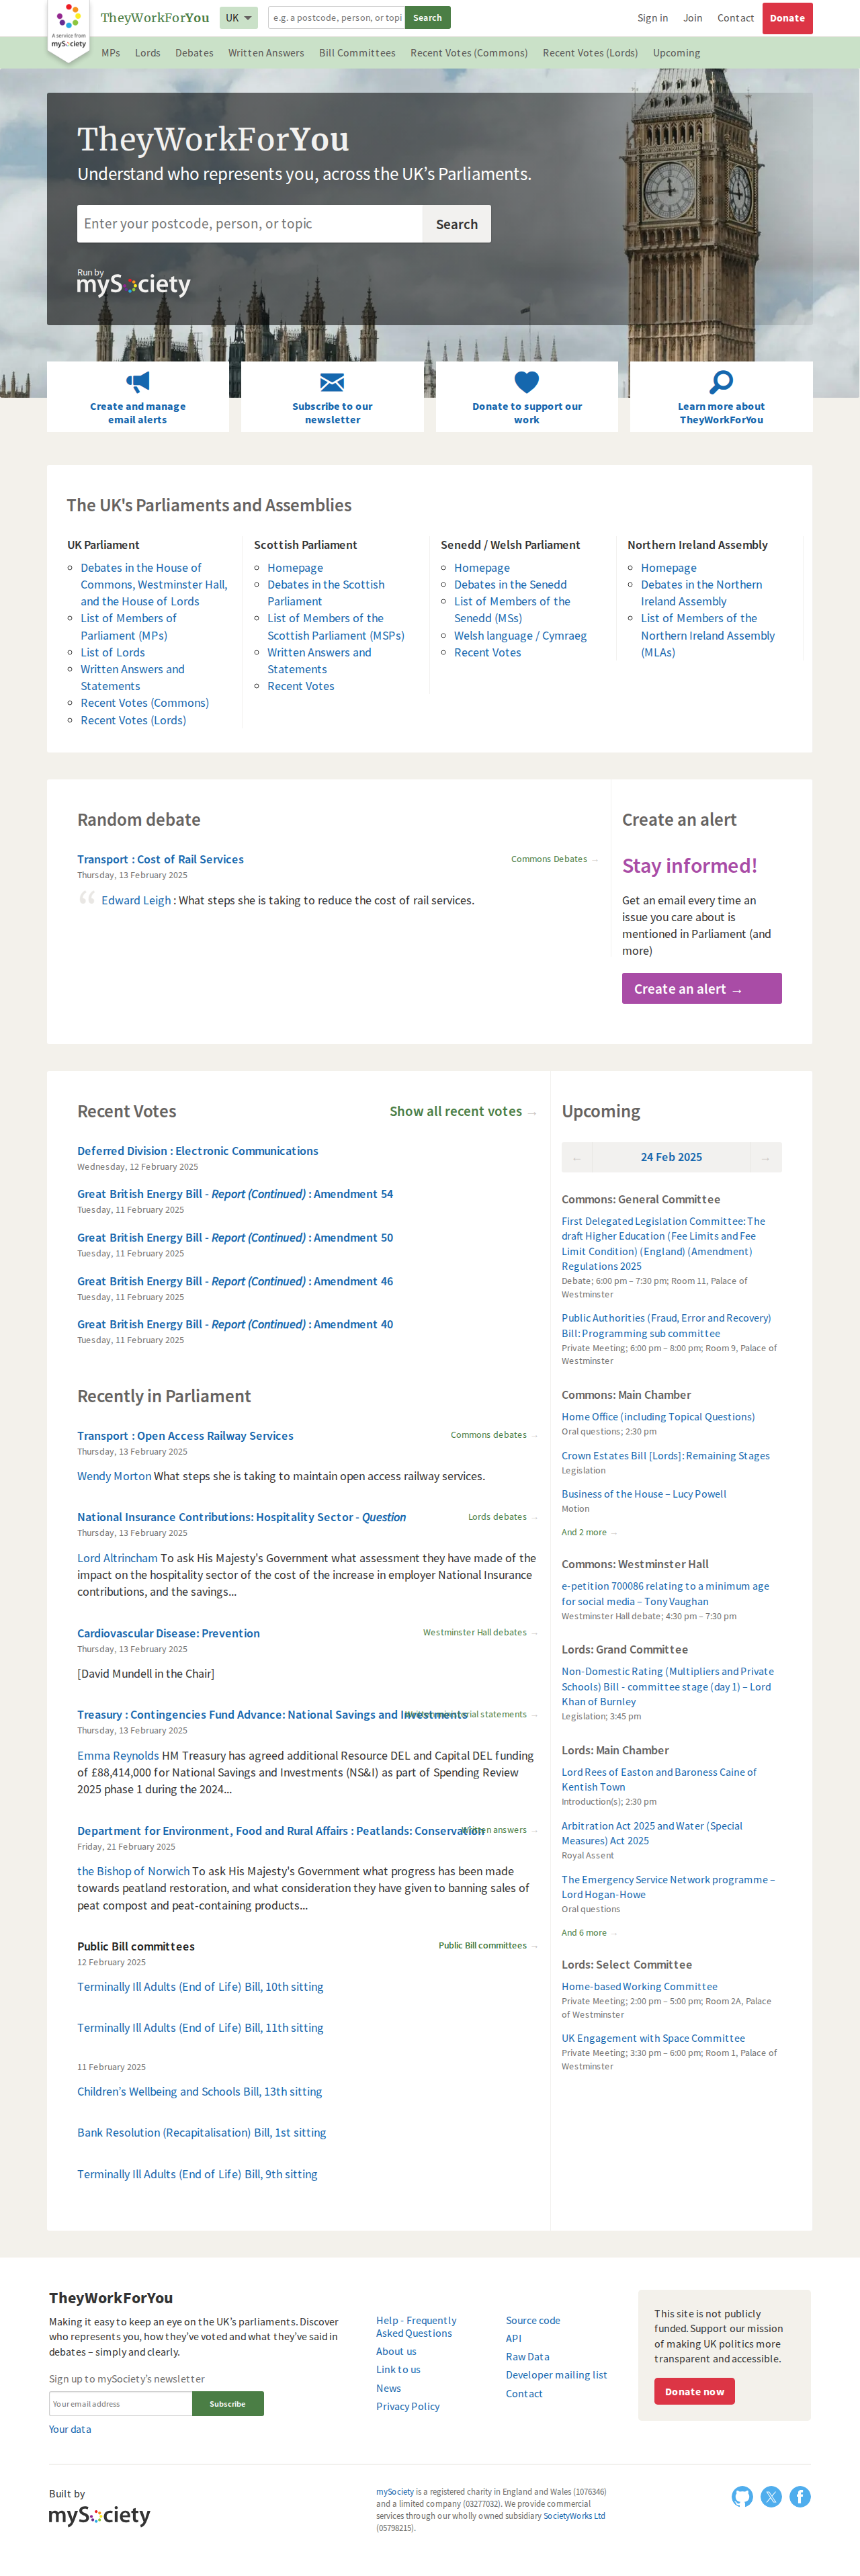 A service from
mySociety
TheyWorkForYou
UK
e.g. a postcode, person, or topi
Search
Sign in
Join
Contact
Donate
MPs
Lords
Debates
Written Answers
Bill Committees
Recent Votes (Commons)
Recent Votes (Lords)
Upcoming
TheyWorkForYou
Understand who represents you, across the UK's Parliaments.
Enter your postcode, person, or topic
Search
Run by
mySociety
Create and manage
email alerts
Subscribe to our
newsletter
Donate to support our
work
Learn more about
TheyWorkForYou
The UK's Parliaments and Assemblies
UK Parliament
Debates in the House of
Commons, Westminster Hall,
and the House of Lords
List of Members of
Parliament (MPs)
List of Lords
Written Answers and
Statements
Recent Votes (Commons)
Recent Votes (Lords)
Scottish Parliament
Homepage
Debates in the Scottish
Parliament
List of Members of the
Scottish Parliament (MSPs)
Written Answers and
Statements
Recent Votes
Senedd / Welsh Parliament
Homepage
Debates in the Senedd
List of Members of the
Senedd (MSs)
Welsh language / Cymraeg
Recent Votes
Northern Ireland Assembly
Homepage
Debates in the Northern
Ireland Assembly
List of Members of the
Northern Ireland Assembly
(MLAs)
Random debate
Transport : Cost of Rail Services
Commons Debates →
Thursday, 13 February 2025
“ Edward Leigh : What steps she is taking to reduce the cost of rail services.
Create an alert
Stay informed!
Get an email every time an
issue you care about is
mentioned in Parliament (and
more)
Create an alert →
Recent Votes
Show all recent votes →
Deferred Division : Electronic Communications
Wednesday, 12 February 2025
Great British Energy Bill - Report (Continued) : Amendment 54
Tuesday, 11 February 2025
Great British Energy Bill - Report (Continued) : Amendment 50
Tuesday, 11 February 2025
Great British Energy Bill - Report (Continued) : Amendment 46
Tuesday, 11 February 2025
Great British Energy Bill - Report (Continued) : Amendment 40
Tuesday, 11 February 2025
Recently in Parliament
Transport : Open Access Railway Services
Commons debates →
Thursday, 13 February 2025
Wendy Morton What steps she is taking to maintain open access railway services.
National Insurance Contributions: Hospitality Sector - Question
Lords debates →
Thursday, 13 February 2025
Lord Altrincham To ask His Majesty's Government what assessment they have made of the
impact on the hospitality sector of the cost of the increase in employer National Insurance
contributions, and the savings...
Cardiovascular Disease: Prevention
Westminster Hall debates →
Thursday, 13 February 2025
[David Mundell in the Chair]
Treasury : Contingencies Fund Advance: National Savings and Investments
Written ministerial statements →
Thursday, 13 February 2025
Emma Reynolds HM Treasury has agreed additional Resource DEL and Capital DEL funding
of £88,414,000 for National Savings and Investments (NS&I) as part of Spending Review
2025 phase 1 during the 2024...
Department for Environment, Food and Rural Affairs : Peatlands: Conservation
Written answers →
Friday, 21 February 2025
the Bishop of Norwich To ask His Majesty's Government what progress has been made
towards peatland restoration, and what consideration they have given to banning sales of
peat compost and peat-containing products...
Public Bill committees
Public Bill committees →
12 February 2025
Terminally Ill Adults (End of Life) Bill, 10th sitting
Terminally Ill Adults (End of Life) Bill, 11th sitting
11 February 2025
Children's Wellbeing and Schools Bill, 13th sitting
Bank Resolution (Recapitalisation) Bill, 1st sitting
Terminally Ill Adults (End of Life) Bill, 9th sitting
Upcoming
← 24 Feb 2025 →
Commons: General Committee
First Delegated Legislation Committee: The
draft Higher Education (Fee Limits and Fee
Limit Condition) (England) (Amendment)
Regulations 2025
Debate; 6:00 pm – 7:30 pm; Room 11, Palace of
Westminster
Public Authorities (Fraud, Error and Recovery)
Bill: Programming sub committee
Private Meeting; 6:00 pm – 8:00 pm; Room 9, Palace of
Westminster
Commons: Main Chamber
Home Office (including Topical Questions)
Oral questions; 2:30 pm
Crown Estates Bill [Lords]: Remaining Stages
Legislation
Business of the House – Lucy Powell
Motion
And 2 more →
Commons: Westminster Hall
e-petition 700086 relating to a minimum age
for social media – Tony Vaughan
Westminster Hall debate; 4:30 pm – 7:30 pm
Lords: Grand Committee
Non-Domestic Rating (Multipliers and Private
Schools) Bill - committee stage (day 1) – Lord
Khan of Burnley
Legislation; 3:45 pm
Lords: Main Chamber
Lord Rees of Easton and Baroness Caine of
Kentish Town
Introduction(s); 2:30 pm
Arbitration Act 2025 and Water (Special
Measures) Act 2025
Royal Assent
The Emergency Service Network programme –
Lord Hogan-Howe
Oral questions
And 6 more →
Lords: Select Committee
Home-based Working Committee
Private Meeting; 2:00 pm – 5:00 pm; Room 2A, Palace
of Westminster
UK Engagement with Space Committee
Private Meeting; 3:30 pm – 6:00 pm; Room 1, Palace of
Westminster
TheyWorkForYou
Making it easy to keep an eye on the UK's parliaments. Discover
who represents you, how they've voted and what they've said in
debates – simply and clearly.
Sign up to mySociety's newsletter
Your email address
Subscribe
Your data
Help - Frequently
Asked Questions
About us
Link to us
News
Privacy Policy
Source code
API
Raw Data
Developer mailing list
Contact
This site is not publicly
funded. Support our mission
of making UK politics more
transparent and accessible.
Donate now
Built by
mySociety
mySociety is a registered charity in England and Wales (1076346)
and a limited company (03277032). We provide commercial
services through our wholly owned subsidiary SocietyWorks Ltd
(05798215).